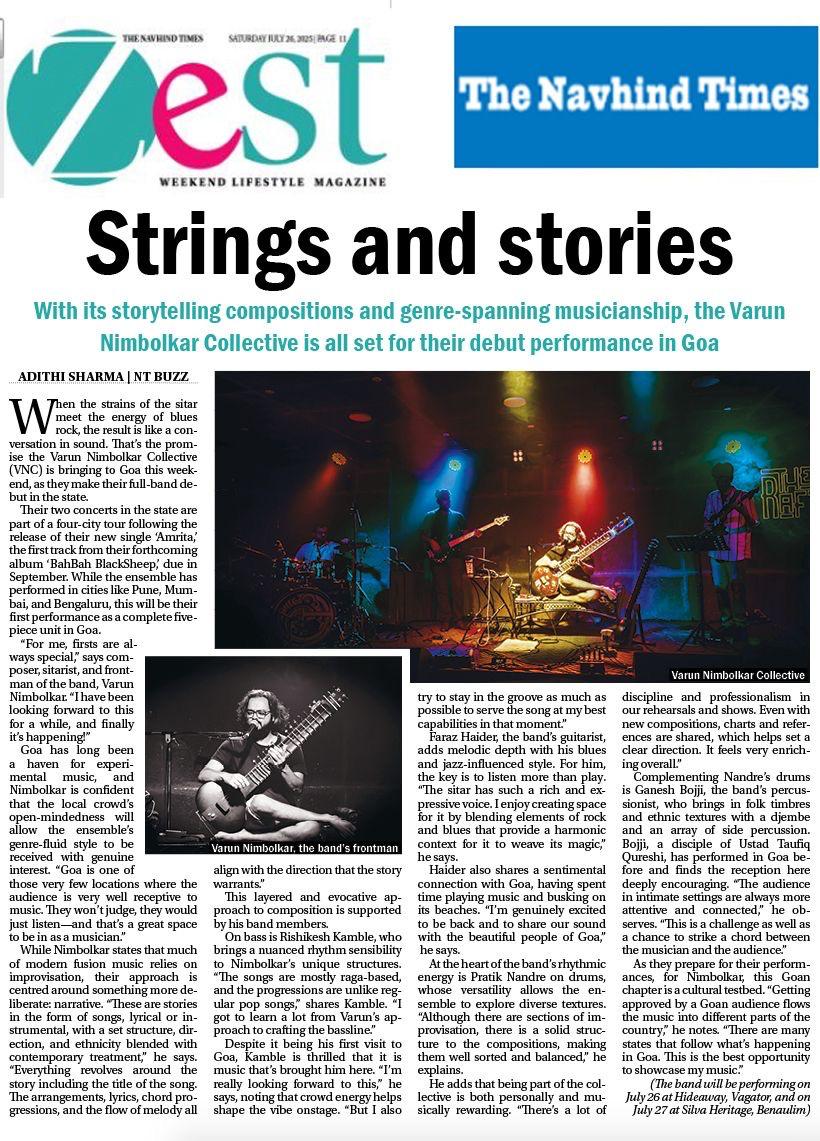 THE NAVHIND TIMES SATURDAY JULY 26, 2025 | PAGE 11
Zest
WEEKEND LIFESTYLE MAGAZINE
The Navhind Times
Strings and stories
With its storytelling compositions and genre-spanning musicianship, the Varun
Nimbolkar Collective is all set for their debut performance in Goa
ADITHI SHARMA | NT BUZZ
When the strains of the sitar
meet the energy of blues
rock, the result is like a con-
versation in sound. That's the prom-
ise the Varun Nimbolkar Collective
(VNC) is bringing to Goa this week-
end, as they make their full-band de-
but in the state.
Their two concerts in the state are
part of a four-city tour following the
release of their new single 'Amrita,'
the first track from their forthcoming
album 'BahBah BlackSheep,' due in
September. While the ensemble has
performed in cities like Pune, Mum-
bai, and Bengaluru, this will be their
first performance as a complete five-
piece unit in Goa.
"For me, firsts are al-
ways special," says com-
poser, sitarist, and front-
man of the band, Varun
Nimbolkar. "I have been
looking forward to this
for a while, and finally
it's happening!"
Goa has long been
a haven for experi-
mental music, and
Nimbolkar is confident
that the local crowd's
open-mindedness will
allow the ensemble's
genre-fluid style to be
received with genuine
interest. "Goa is one of
those very few locations where the
audience is very well receptive to
music. They won't judge, they would
just listen—and that's a great space
to be in as a musician."
While Nimbolkar states that much
of modern fusion music relies on
improvisation, their approach is
centred around something more de-
liberate: narrative. "These are stories
in the form of songs, lyrical or in-
strumental, with a set structure, dir-
ection, and ethnicity blended with
contemporary treatment," he says.
"Everything revolves around the
story including the title of the song.
The arrangements, lyrics, chord pro-
gressions, and the flow of melody all
THE
Varun Nimbolkar Collective
Varun Nimbolkar, the band's frontman
align with the direction that the story
warrants."
This layered and evocative ap-
proach to composition is supported
by his band members.
On bass is Rishikesh Kamble, who
brings a nuanced rhythm sensibility
to Nimbolkar's unique structures.
"The songs are mostly raga-based,
and the progressions are unlike reg-
ular pop songs," shares Kamble. "I
got to learn a lot from Varun's ap-
proach to crafting the bassline."
Despite it being his first visit to
Goa, Kamble is thrilled that it is
music that's brought him here. "I'm
really looking forward to this," he
says, noting that crowd energy helps
shape the vibe onstage. "But I also
try to stay in the groove as much as
possible to serve the song at my best
capabilities in that moment."
Faraz Haider, the band's guitarist,
adds melodic depth with his blues
and jazz-influenced style. For him,
the key is to listen more than play.
"The sitar has such a rich and ex-
pressive voice. I enjoy creating space
for it by blending elements of rock
and blues that provide a harmonic
context for it to weave its magic,"
he says.
Haider also shares a sentimental
connection with Goa, having spent
time playing music and busking on
its beaches. "I'm genuinely excited
to be back and to share our sound
with the beautiful people of Goa,"
he says.
At the heart of the band's rhythmic
energy is Pratik Nandre on drums,
whose versatility allows the en-
semble to explore diverse textures.
"Although there are sections of im-
provisation, there is a solid struc-
ture to the compositions, making
them well sorted and balanced," he
explains.
He adds that being part of the col-
lective is both personally and mu-
sically rewarding. "There's a lot of
discipline and professionalism in
our rehearsals and shows. Even with
new compositions, charts and refer-
ences are shared, which helps set a
clear direction. It feels very enrich-
ing overall."
Complementing Nandre's drums
is Ganesh Bojji, the band's percus-
sionist, who brings in folk timbres
and ethnic textures with a djembe
and an array of side percussion.
Bojji, a disciple of Ustad Taufiq
Qureshi, has performed in Goa be-
fore and finds the reception here
deeply encouraging. "The audience
in intimate settings are always more
attentive and connected," he ob-
serves. "This is a challenge as well as
a chance to strike a chord between
the musician and the audience."
As they prepare for their perform-
ances, for Nimbolkar, this Goan
chapter is a cultural testbed. "Getting
approved by a Goan audience flows
the music into different parts of the
country," he notes. "There are many
states that follow what's happening
in Goa. This is the best opportunity
to showcase my music."
(The band will be performing on
July 26 at Hideaway, Vagator, and on
July 27 at Silva Heritage, Benaulim)